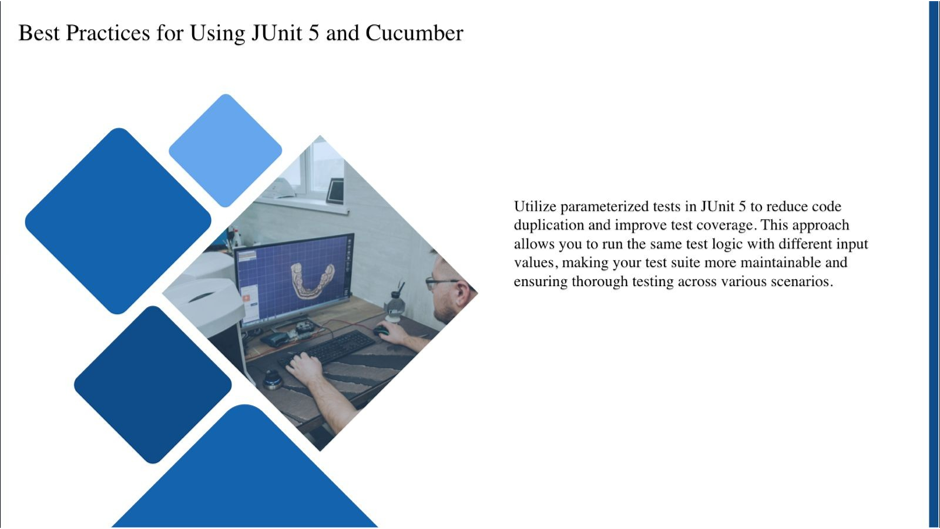 Best Practices for Using JUnit 5 and Cucumber
Utilize parameterized tests in JUnit 5 to reduce code
duplication and improve test coverage. This approach
allows you to run the same test logic with different input
values, making your test suite more maintainable and
ensuring thorough testing across various scenarios.